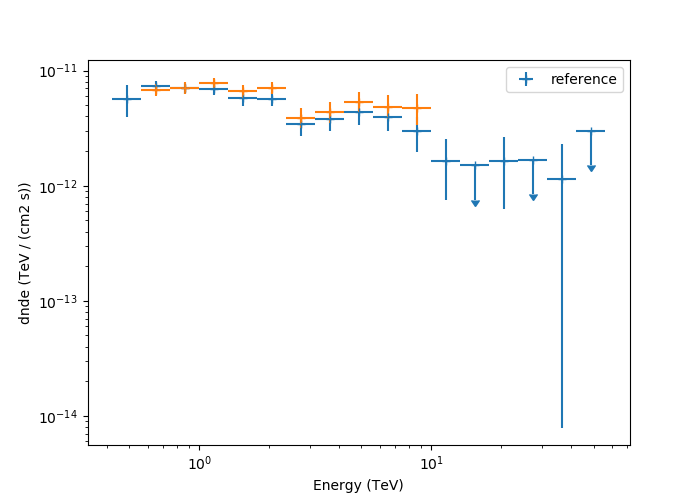 reference
10⁻¹¹
10⁻¹²
10⁻¹³
10⁻¹⁴
dnde (TeV / (cm2 s))
10⁰
10¹
Energy (TeV)